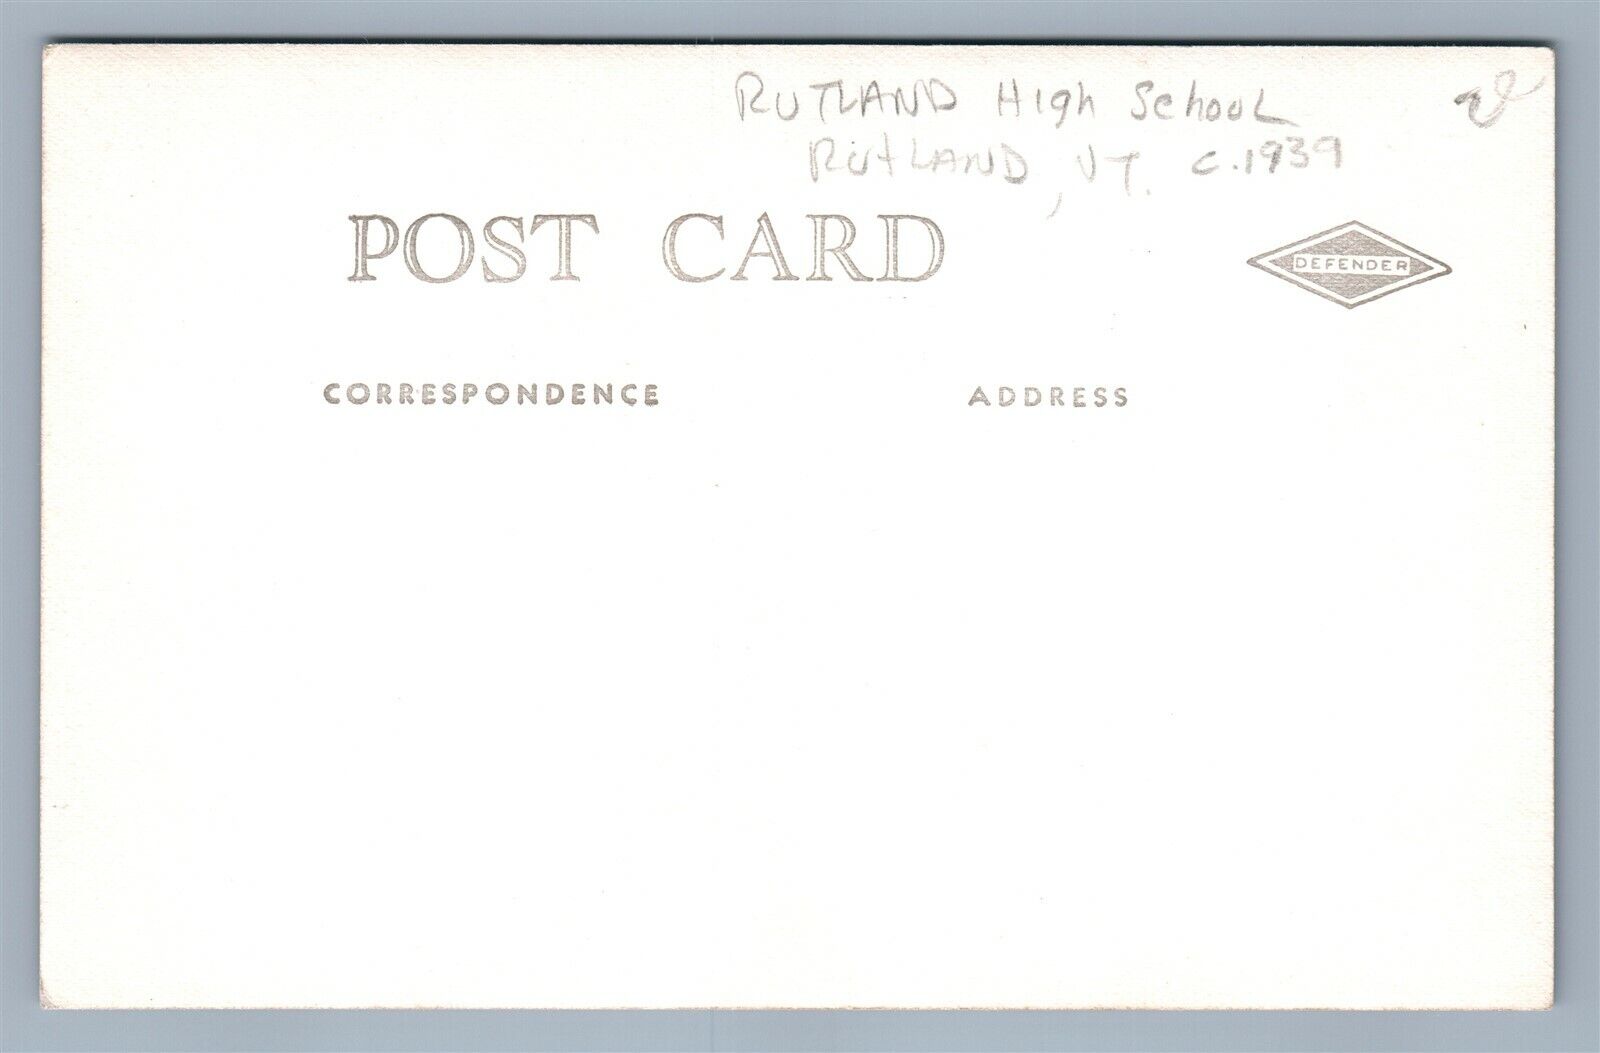 RUTLAND High School
RUTLAND, VT. C.1939
POST CARD
DEFENDER
CORRESPONDENCE
ADDRESS